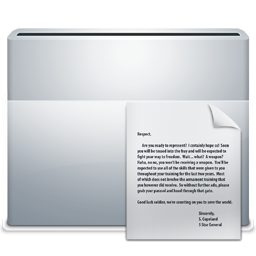 Respect.
Are you ready to represent? I certainly hope so! Soon
you will be tossed into the fray and will be expected to
fight your way to freedom. Wait... what? A weapon?
Haha, no no, you won't be receiving a weapon. You'll be
expected to use all of the skills that were given to you
throughout your training for the last ten years. Most
of which does not involve the armament training that
you however did receive. So without further ado, please
grab your passed and head through that gate.
Good luck soldier, we're counting on you to save the world.
Sincerely,
S. Copeland
5 Star General